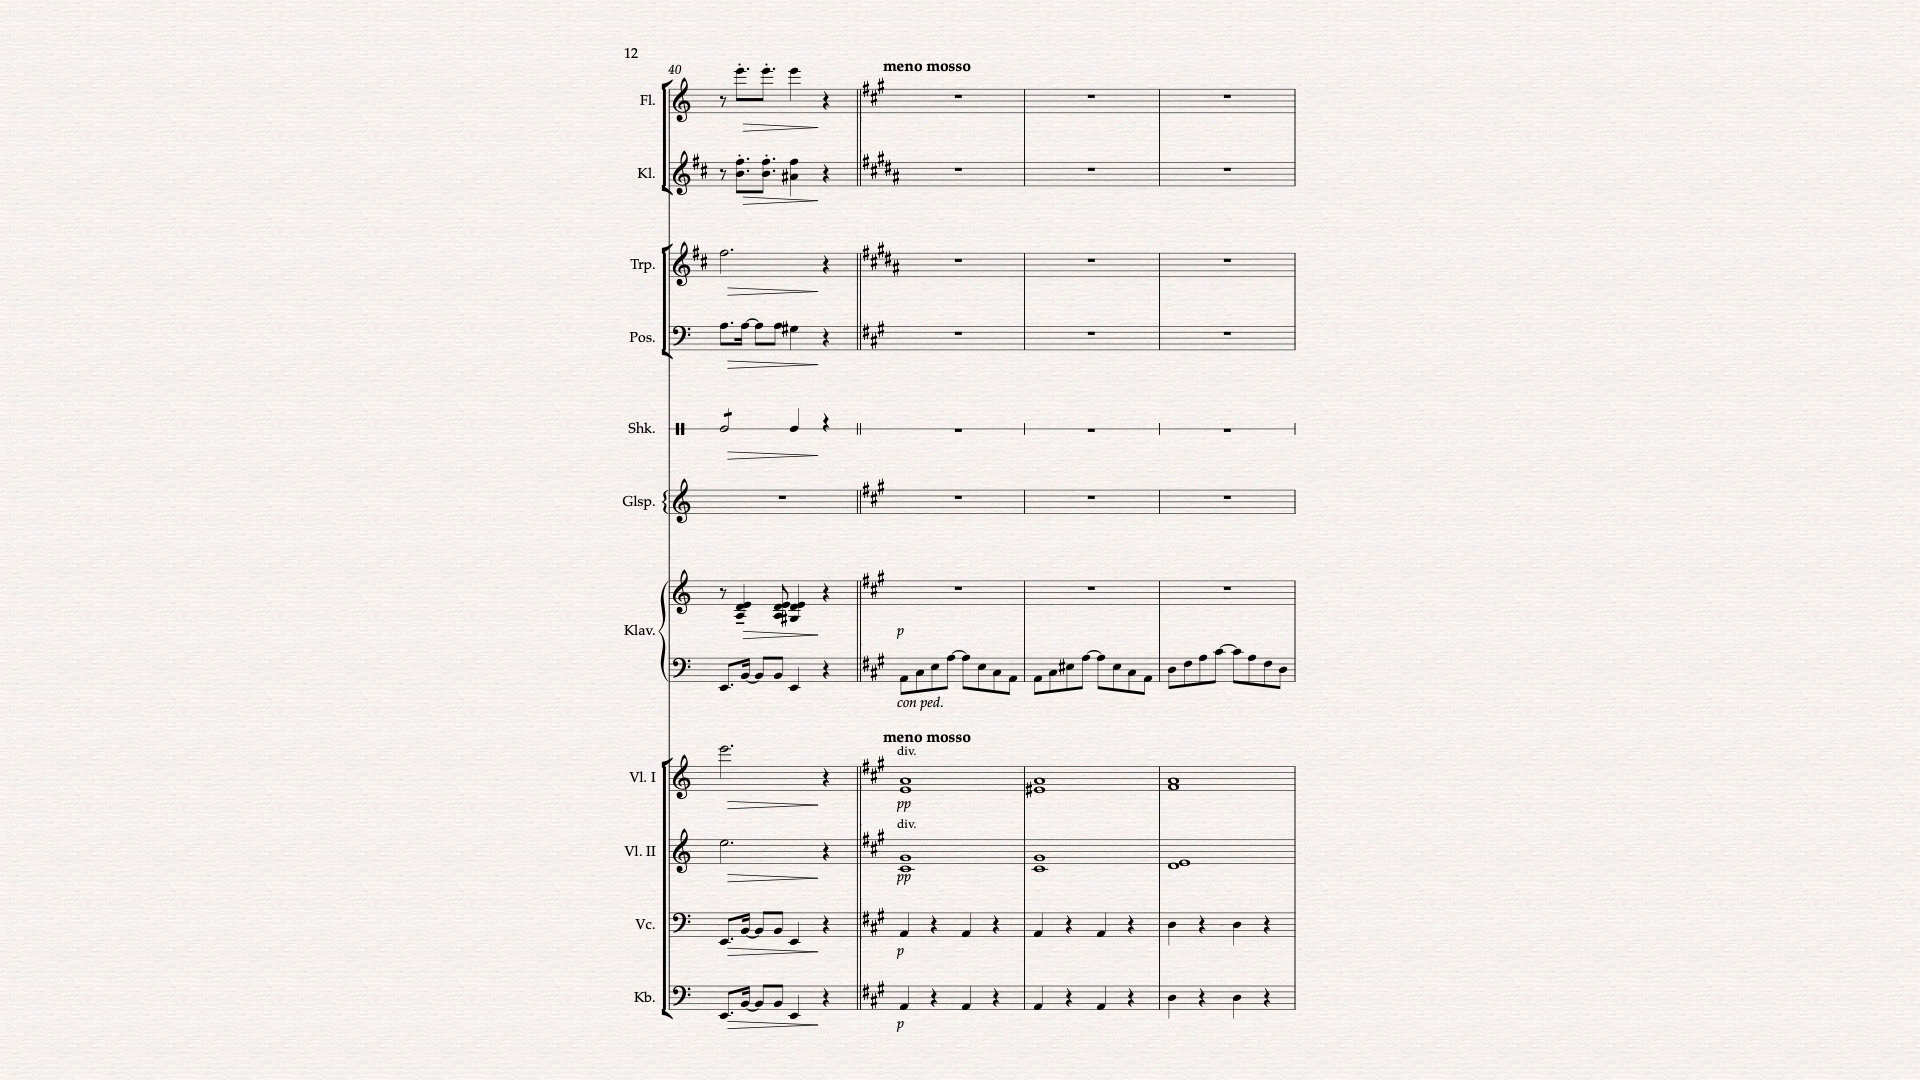 12
40
meno mosso
Fl.
Kl.
Trp.
Pos.
Shk.
Glsp.
Klav.
p
con ped.
meno mosso
div.
Vl. I
pp
div.
Vl. II
pp
Vc.
p
Kb.
p